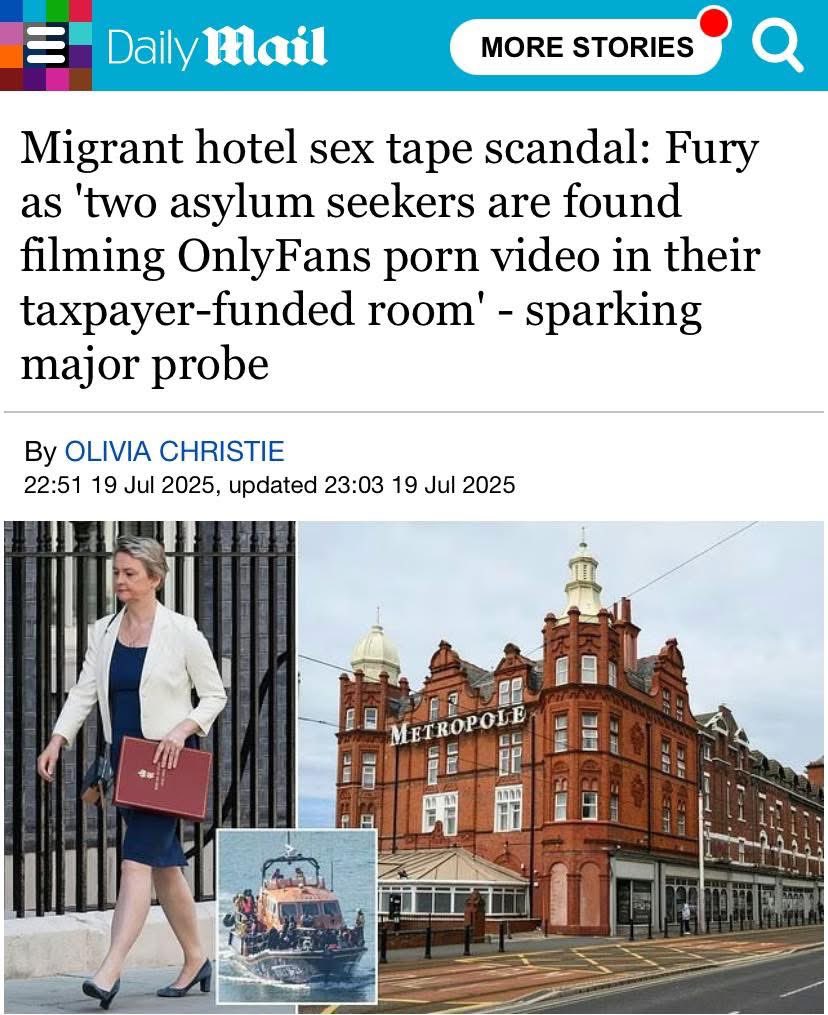 Daily Mail
MORE STORIES
Migrant hotel sex tape scandal: Fury
as 'two asylum seekers are found
filming OnlyFans porn video in their
taxpayer-funded room' - sparking
major probe
By OLIVIA CHRISTIE
22:51 19 Jul 2025, updated 23:03 19 Jul 2025
METROPOLE